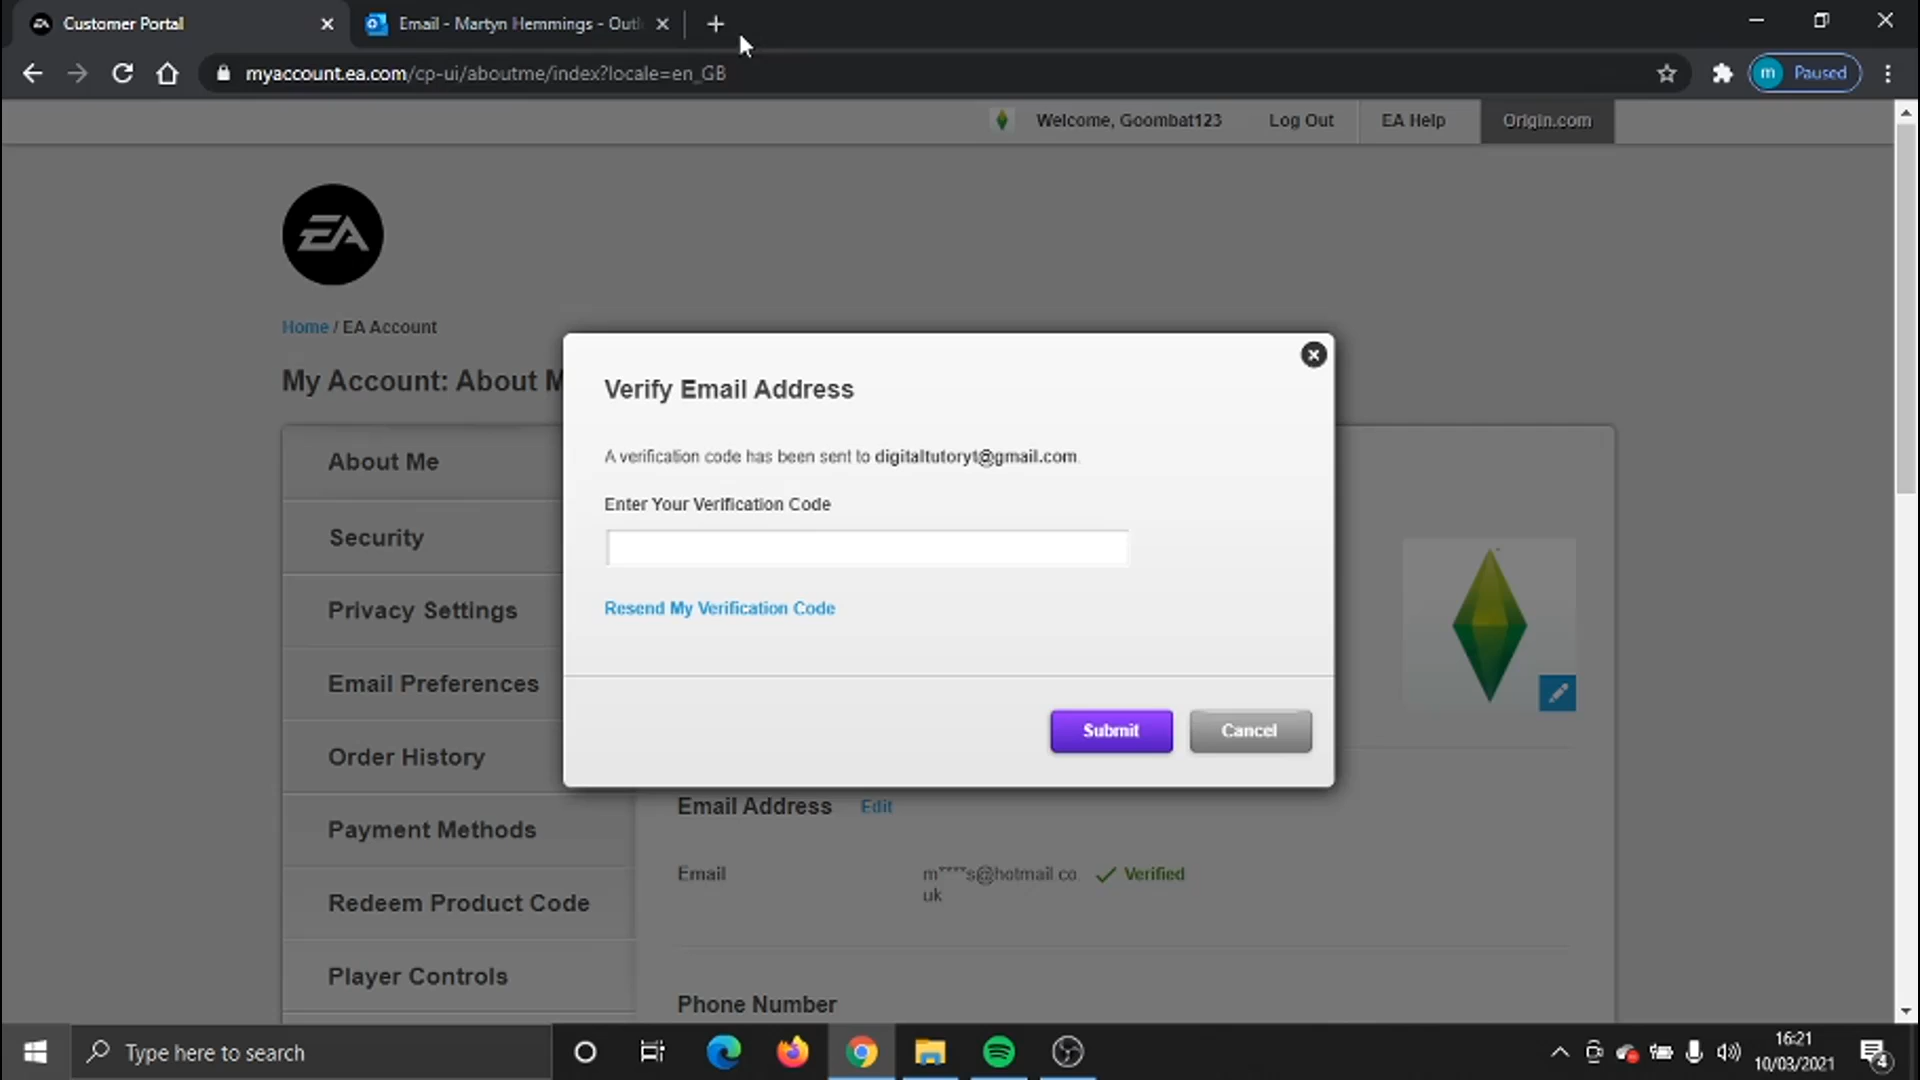 Customer Portal
Email - Martyn Hemmings - Outl
myaccount.ea.com/cp-ui/aboutme/index?locale=en_GB
m Paused
Welcome, Goombat123
Log Out
EA Help
Origin.com
EA
Home / EA Account
My Account: About M
About Me
Security
Privacy Settings
Email Preferences
Order History
Payment Methods
Redeem Product Code
Player Controls
Verify Email Address
A verification code has been sent to digitaltutoryt@gmail.com.
Enter Your Verification Code
Resend My Verification Code
Submit
Cancel
Email Address Edit
Email
m****s@hotmail.co.
uk
Verified
Phone Number
Type here to search
16:21
10/03/2021
4